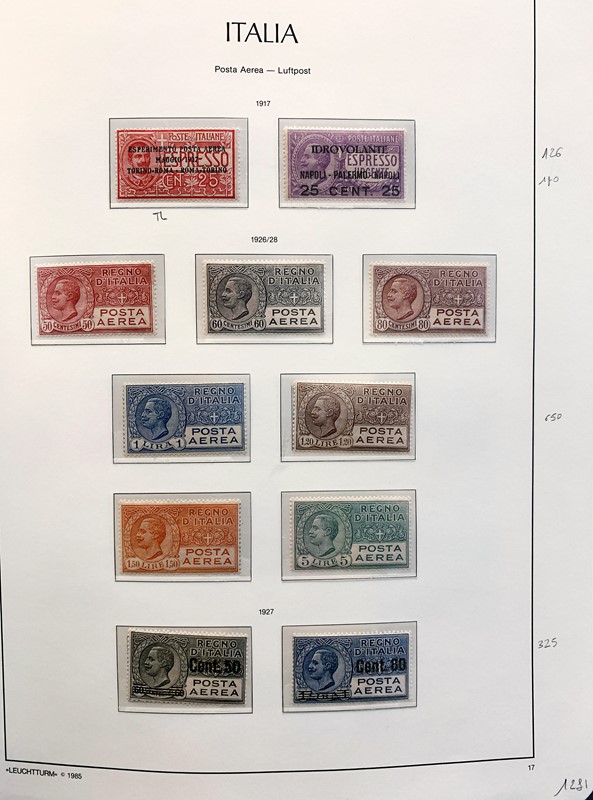 ITALIA
Posta Aerea — Luftpost
1917
POSTE ITALIANE
ESPERIMENTO POSTA AEREA
MAGGIO 1917
ESPRESSO
TORINO-ROMA · ROMA-TORINO
CEN 25
POSTE ITALIANE
IDROVOLANTE
ESPRESSO
NAPOLI - PALERMO - NAPOLI
25 CENT 25
126
140
TL
1926/28
REGNO
D'ITALIA
POSTA
AEREA
50 CENTESIMI 50
REGNO
D'ITALIA
POSTA
AEREA
60 CENTESIMI 60
REGNO
D'ITALIA
POSTA
AEREA
80 CENTESIMI 80
REGNO
D'ITALIA
POSTA
AEREA
1 LIRA 1
REGNO
D'ITALIA
POSTA
AEREA
1.20 LIRE 1.20
650
REGNO
D'ITALIA
POSTA
AEREA
1.50 LIRE 1.50
REGNO
D'ITALIA
POSTA
AEREA
5 LIRE 5
1927
REGNO
D'ITALIA
Cent. 50
POSTA
AEREA
REGNO
D'ITALIA
Cent. 80
POSTA
AEREA
325
«LEUCHTTURM» © 1985
17
1281